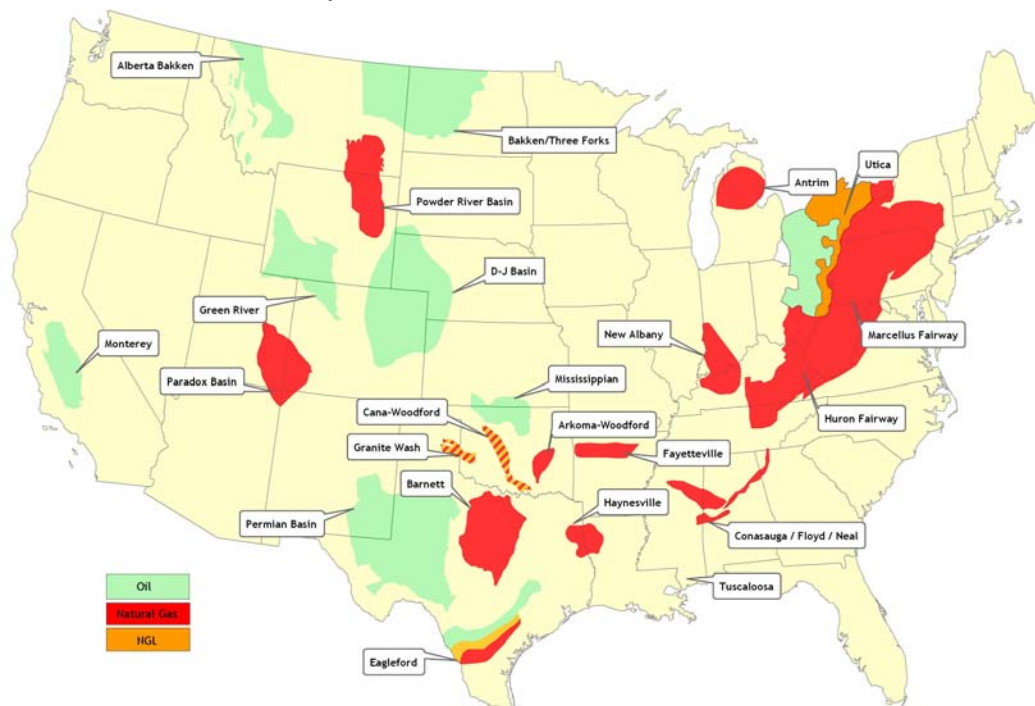 Alberta Bakken
Bakken/Three Forks
Utica
Antrim
Powder River Basin
D-J Basin
Green River
New Albany
Marcellus Fairway
Monterey
Paradox Basin
Mississippian
Cana-Woodford
Huron Fairway
Arkoma-Woodford
Granite Wash
Fayetteville
Barnett
Haynesville
Permian Basin
Conasauga / Floyd / Neal
Oil
Tuscaloosa
Natural Gas
NGL
Eagleford